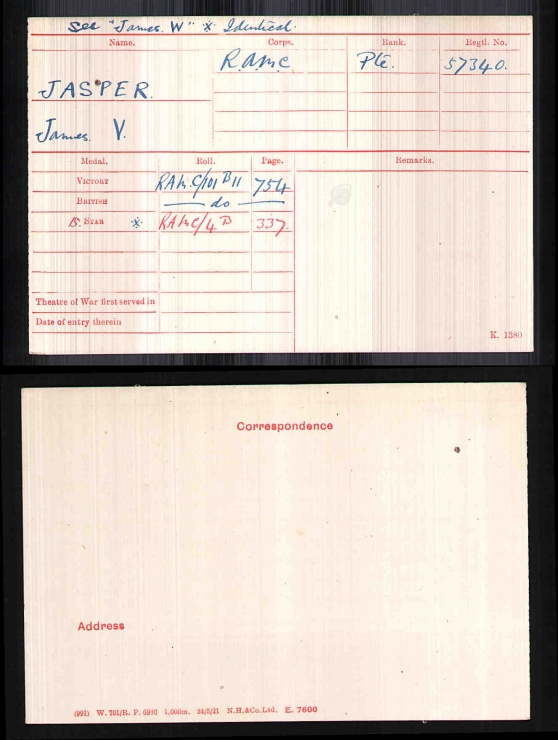 See "James. W" * Identical.
Name. Corps. Rank. Regtl. No.
R.A.M.C. Pte. 57340.
JASPER.
James. V.
Medal. Roll. Page. Remarks.
VICTORY RAMC/101 B11 754
BRITISH — do —
15 STAR * RAMC/4 B 337.
Theatre of War first served in
Date of entry therein
K. 1380
Correspondence
Address
(991) W. 761/R. P. 6980 1,000m. 24/5/21 N.H.&Co.Ltd. E. 7600